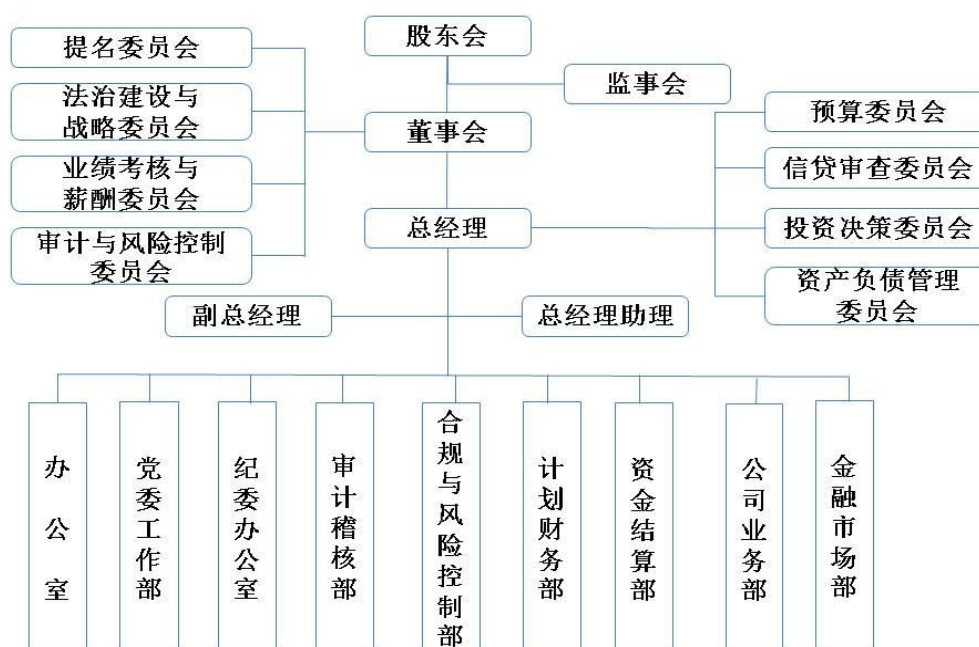 股东会
监事会
董事会
提名委员会
法治建设与
战略委员会
业绩考核与
薪酬委员会
审计与风险控制
委员会
总经理
预算委员会
信贷审查委员会
投资决策委员会
资产负债管理
委员会
副总经理
总经理助理
办公室
党委工作部
纪委办公室
审计稽核部
合规与风险控制部
计划财务部
资金结算部
公司业务部
金融市场部